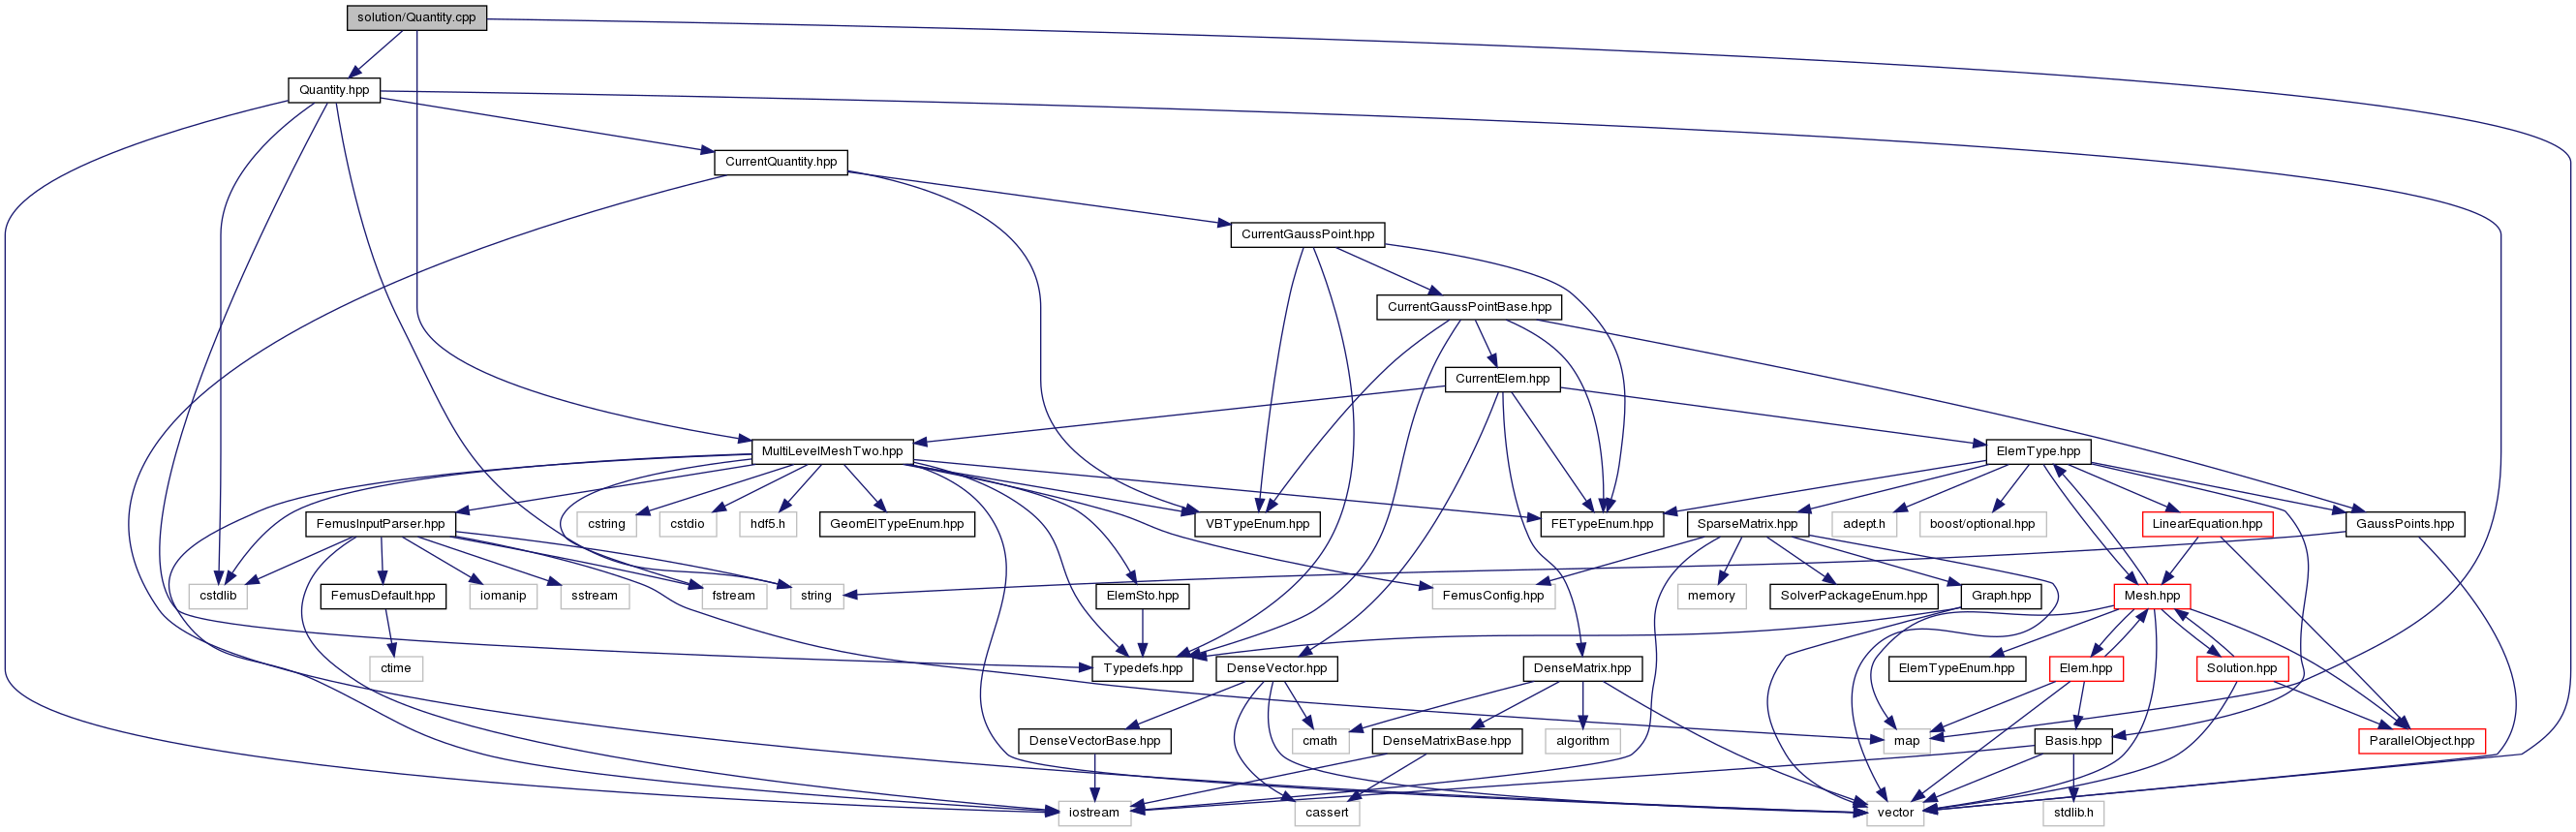 solution/Quantity.cpp
Quantity.hpp
CurrentQuantity.hpp
CurrentGaussPoint.hpp
CurrentGaussPointBase.hpp
CurrentElem.hpp
MultiLevelMeshTwo.hpp
ElemType.hpp
FemusInputParser.hpp
cstring
cstdio
hdf5.h
GeomElTypeEnum.hpp
VBTypeEnum.hpp
FETypeEnum.hpp
SparseMatrix.hpp
adept.h
boost/optional.hpp
LinearEquation.hpp
GaussPoints.hpp
cstdlib
FemusDefault.hpp
iomanip
sstream
fstream
string
ElemSto.hpp
FemusConfig.hpp
memory
SolverPackageEnum.hpp
Graph.hpp
Mesh.hpp
ctime
Typedefs.hpp
DenseVector.hpp
DenseMatrix.hpp
ElemTypeEnum.hpp
Elem.hpp
Solution.hpp
DenseVectorBase.hpp
cmath
DenseMatrixBase.hpp
algorithm
map
Basis.hpp
ParallelObject.hpp
iostream
cassert
vector
stdlib.h